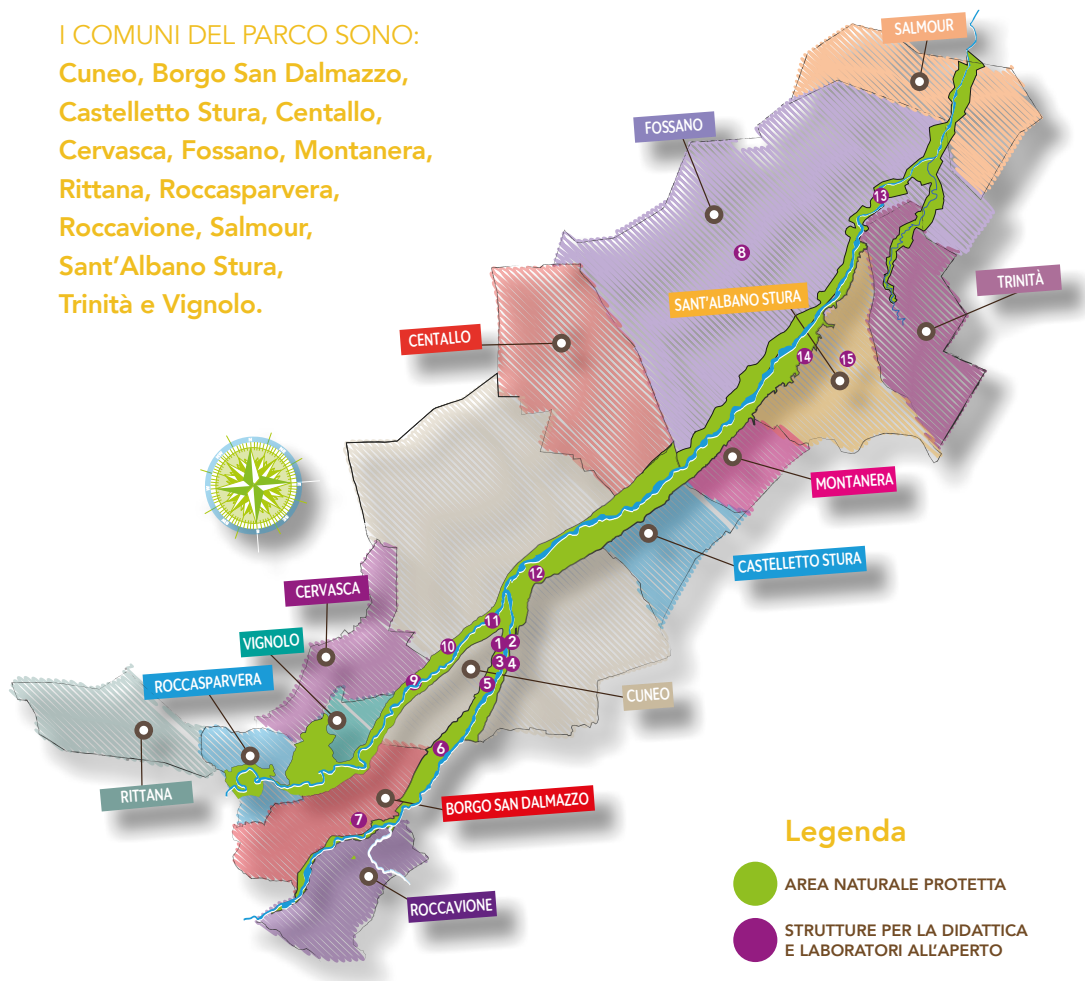 I COMUNI DEL PARCO SONO:
Cuneo, Borgo San Dalmazzo,
Castelletto Stura, Centallo,
Cervasca, Fossano, Montanera,
Rittana, Roccasparvera,
Roccavione, Salmour,
Sant'Albano Stura,
Trinità e Vignolo.
SALMOUR
FOSSANO
13
8
TRINITÀ
SANT'ALBANO STURA
CENTALLO
14
15
MONTANERA
CASTELLETTO STURA
12
CERVASCA
11
VIGNOLO
10
1
2
3
4
ROCCASPARVERA
9
5
CUNEO
6
RITTANA
BORGO SAN DALMAZZO
7
ROCCAVIONE
Legenda
AREA NATURALE PROTETTA
STRUTTURE PER LA DIDATTICA
E LABORATORI ALL'APERTO